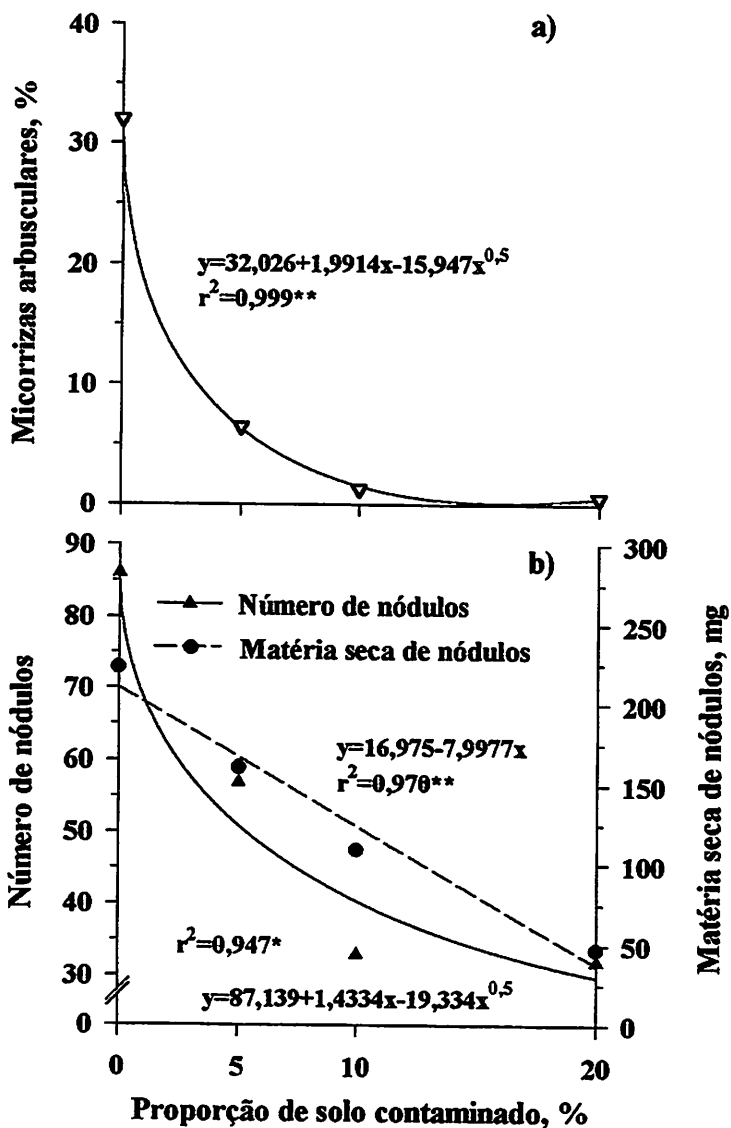 a)
40
30
20
10
0
Micorrizas arbusculares, %
y=32,026+1,9914x-15,947x^0,5
r²=0,999**
b)
90
80
70
60
50
40
30
0
Número de nódulos
300
250
200
150
100
50
0
Matéria seca de nódulos, mg
Número de nódulos
Matéria seca de nódulos
y=16,975-7,9977x
r²=0,970**
r²=0,947*
y=87,139+1,4334x-19,334x^0,5
0 5 10 20
Proporção de solo contaminado, %